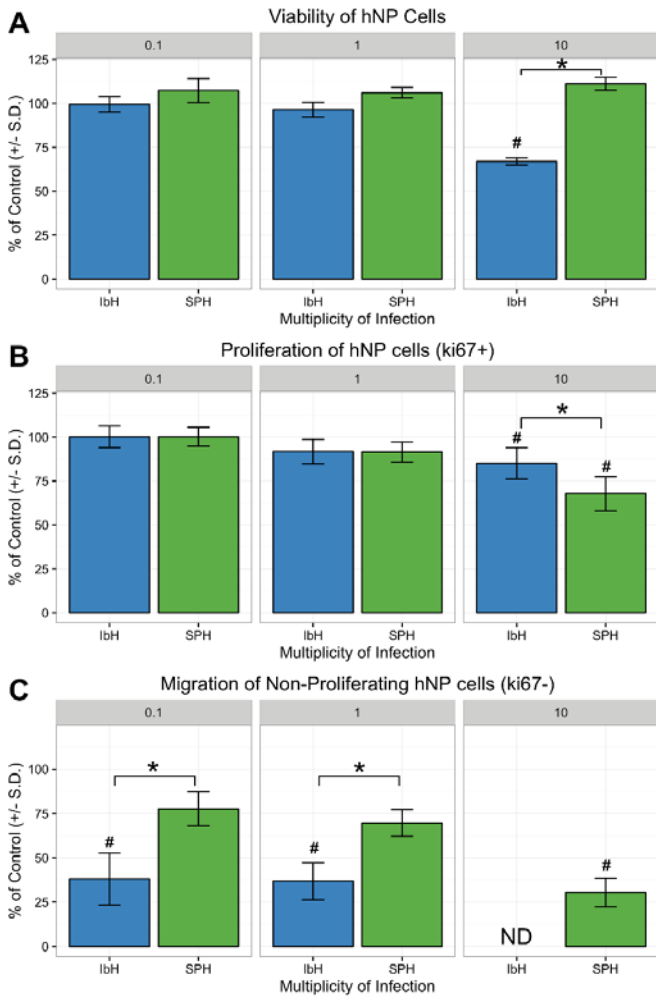 A
Viability of hNP Cells
0.1 1 10
% of Control (+/- S.D.)
125
100
75
50
25
0
*
#
IbH SPH IbH SPH IbH SPH
Multiplicity of Infection
B
Proliferation of hNP cells (ki67+)
0.1 1 10
% of Control (+/- S.D.)
125
100
75
50
25
0
*
# #
IbH SPH IbH SPH IbH SPH
Multiplicity of Infection
C
Migration of Non-Proliferating hNP cells (ki67-)
0.1 1 10
% of Control (+/- S.D.)
100
75
50
25
0
* *
# # #
ND
IbH SPH IbH SPH IbH SPH
Multiplicity of Infection